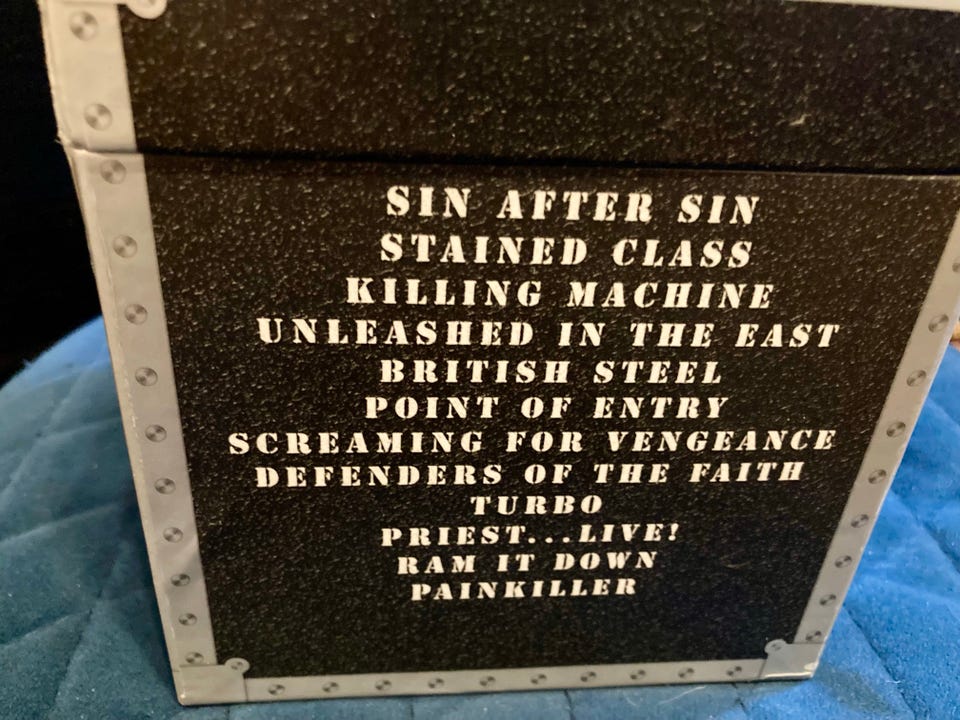 SIN AFTER SIN
STAINED CLASS
KILLING MACHINE
UNLEASHED IN THE EAST
BRITISH STEEL
POINT OF ENTRY
SCREAMING FOR VENGEANCE
DEFENDERS OF THE FAITH
TURBO
PRIEST...LIVE!
RAM IT DOWN
PAINKILLER